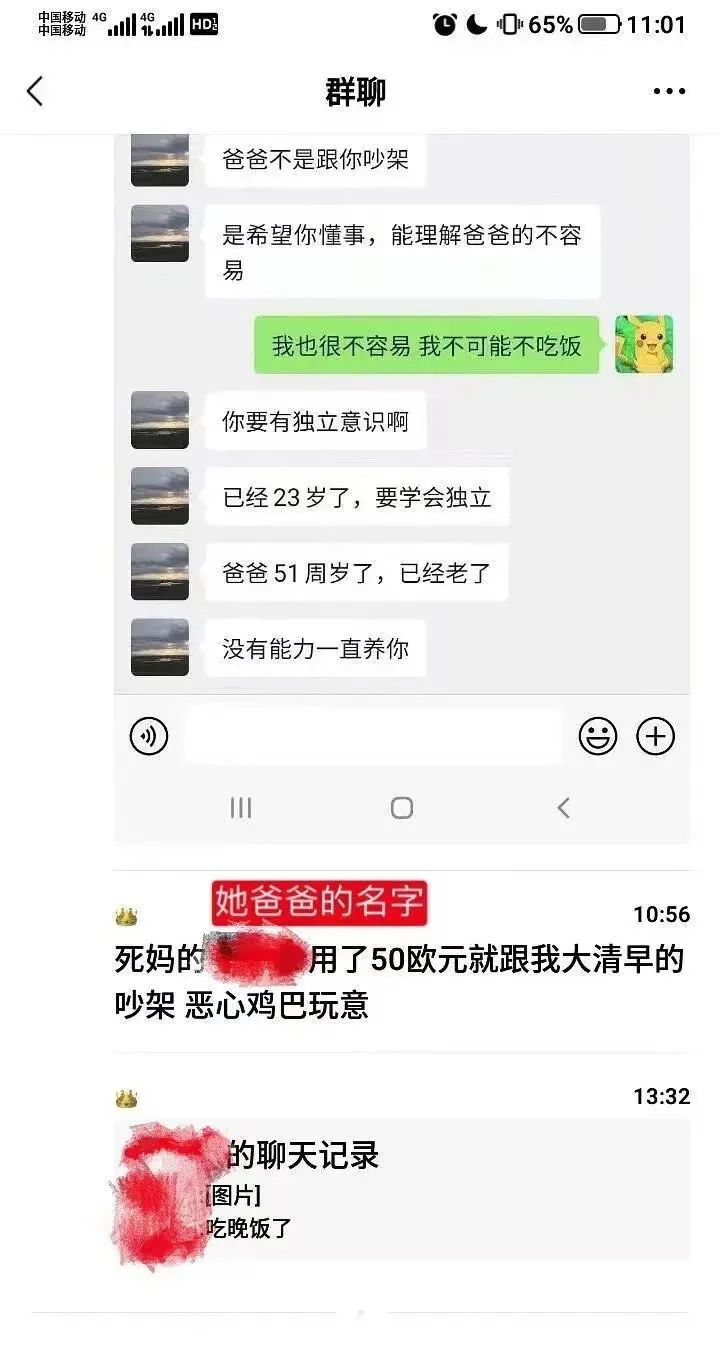 中国移动 4G 4G HD 65% 11:01
中国移动
群聊
爸爸不是跟你吵架
是希望你懂事，能理解爸爸的不容
易
我也很不容易 我不可能不吃饭
你要有独立意识啊
已经 23 岁了，要学会独立
爸爸 51 周岁了，已经老了
没有能力一直养你
她爸爸的名字
10:56
死妈的 用了50欧元就跟我大清早的
吵架 恶心鸡巴玩意
13:32
的聊天记录
[图片]
吃晚饭了